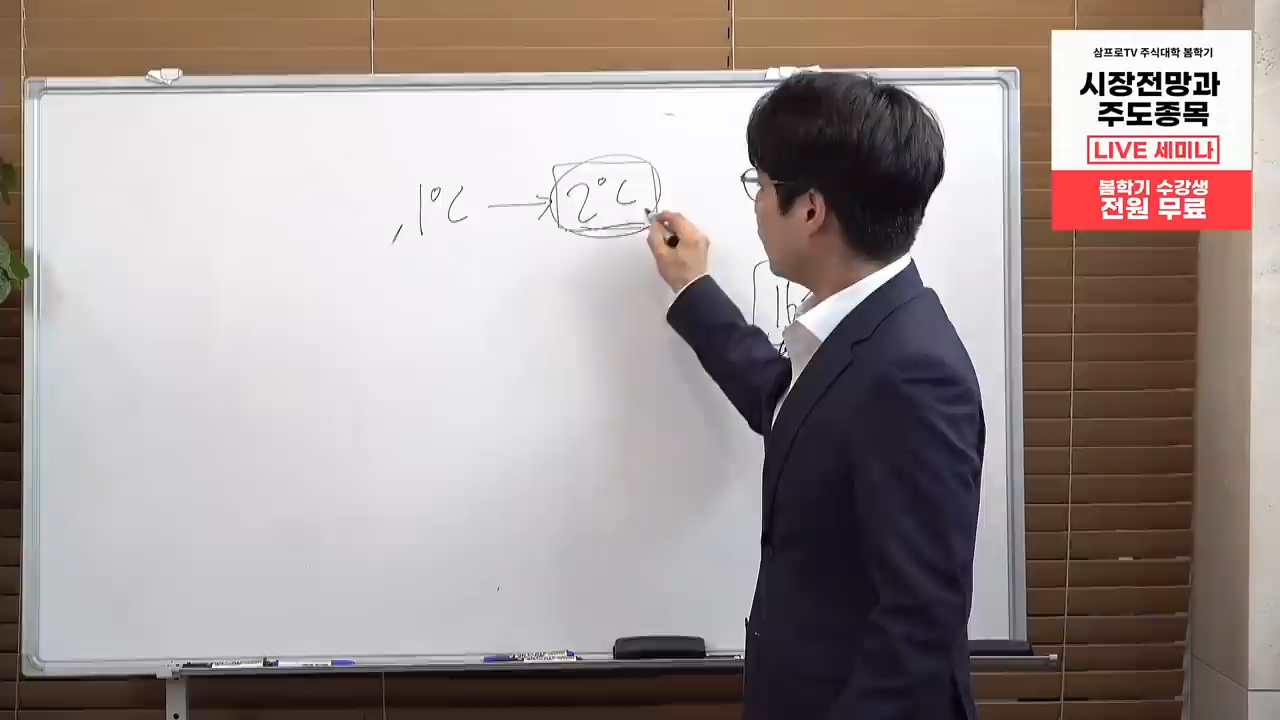 삼프로TV 주식대학 봄학기
시장전망과
주도종목
LIVE 세미나
봄학기 수강생
전원 무료
1°C → 2°C
16